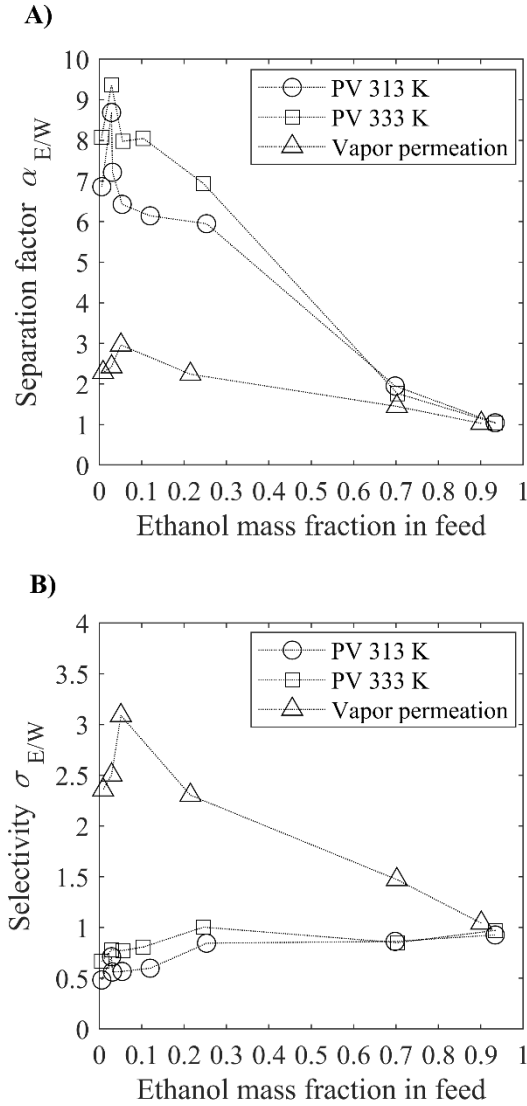 A)
10
9
8
7
6
5
4
3
2
1
0
Separation factor α E/W
PV 313 K
PV 333 K
Vapor permeation
0 0.1 0.2 0.3 0.4 0.5 0.6 0.7 0.8 0.9 1
Ethanol mass fraction in feed
B)
4
3.5
3
2.5
2
1.5
1
0.5
0
Selectivity σ E/W
PV 313 K
PV 333 K
Vapor permeation
0 0.1 0.2 0.3 0.4 0.5 0.6 0.7 0.8 0.9 1
Ethanol mass fraction in feed